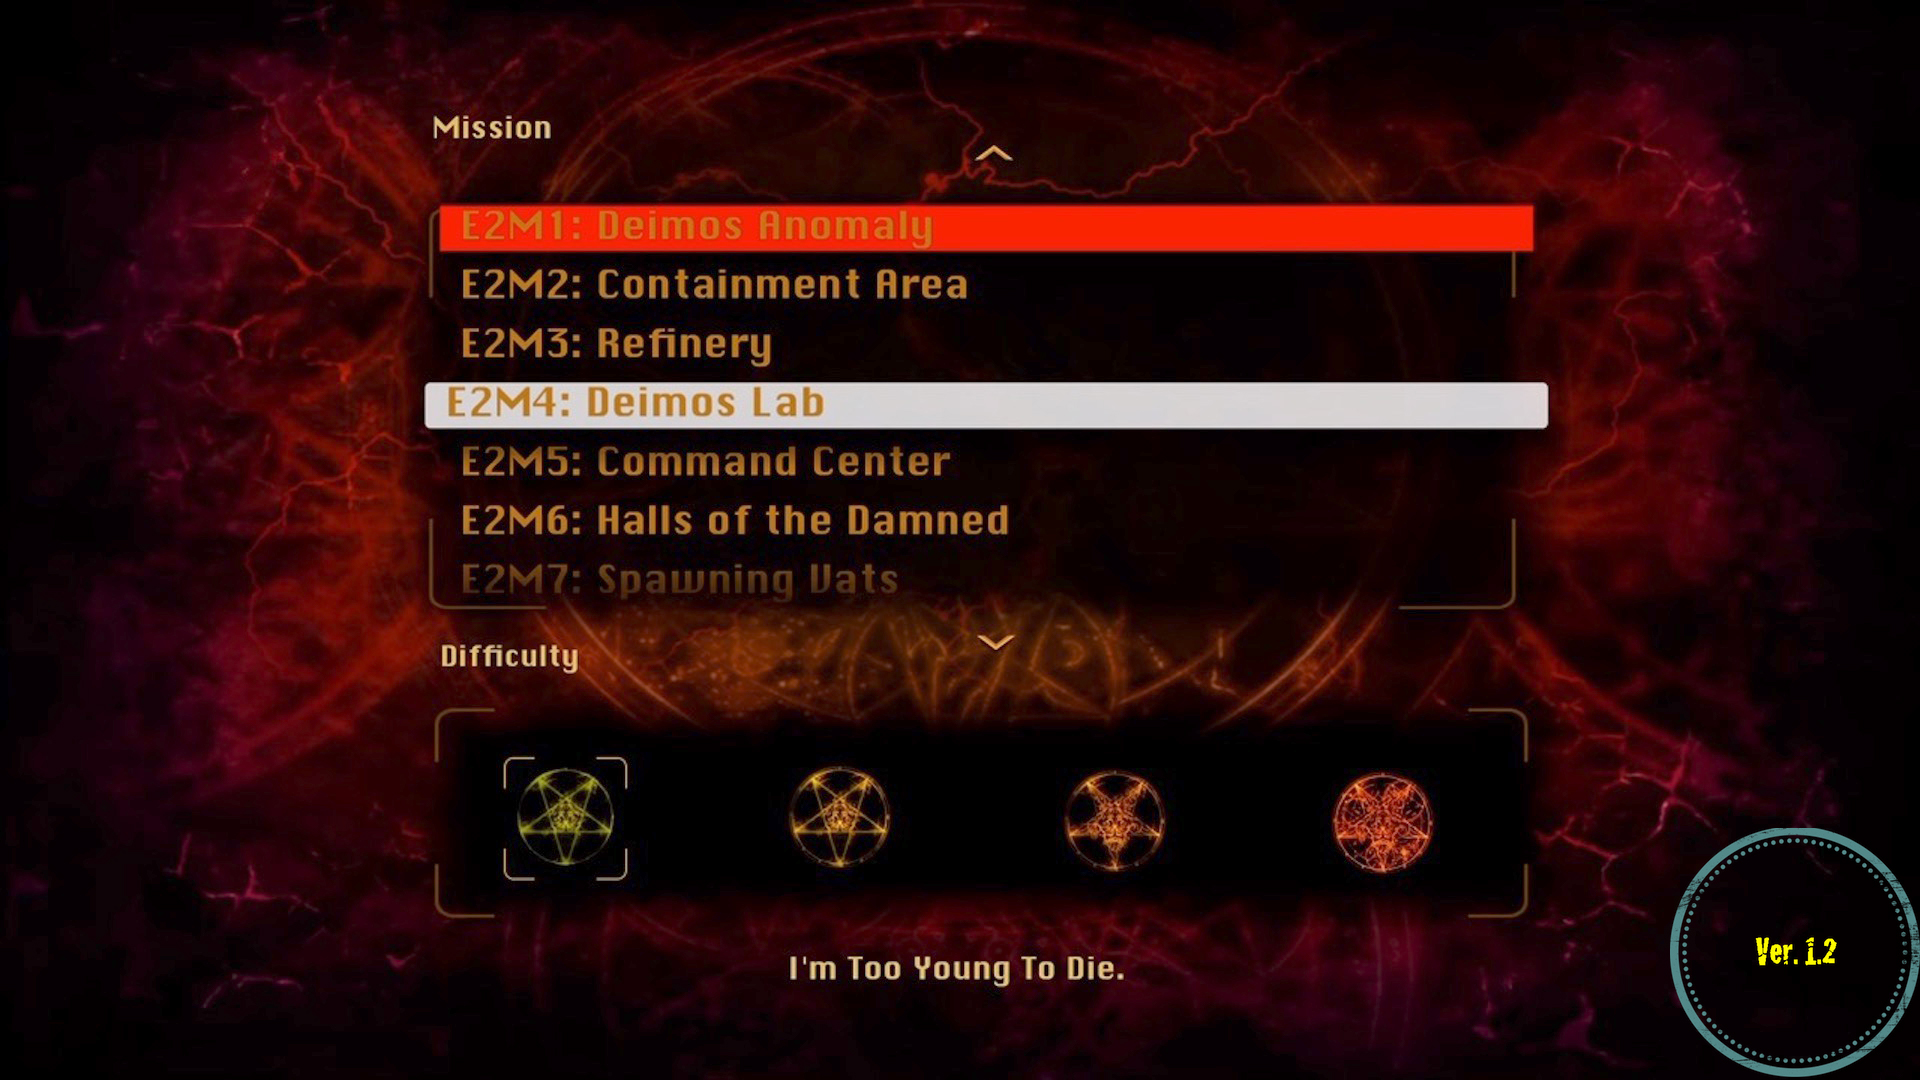 Mission
E2M1: Deimos Anomaly
E2M2: Containment Area
E2M3: Refinery
E2M4: Deimos Lab
E2M5: Command Center
E2M6: Halls of the Damned
E2M7: Spawning Vats
Difficulty
I'm Too Young To Die.
Ver. 1.2